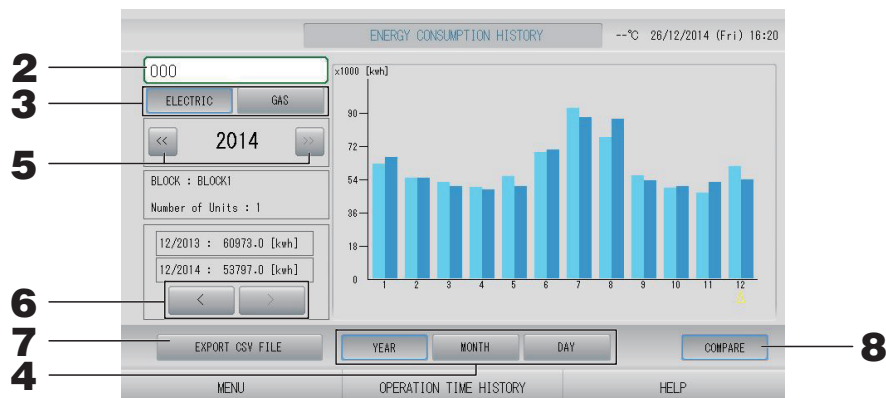 ENERGY CONSUMPTION HISTORY
--℃ 26/12/2014 (Fri) 16:20
2
000
3
ELECTRIC GAS
5
<< 2014 >>
BLOCK : BLOCK1
Number of Units : 1
12/2013 : 60973.0 [kwh]
12/2014 : 53797.0 [kwh]
6
< >
x1000 [kwh]
90
72
54
36
18
0
1 2 3 4 5 6 7 8 9 10 11 12
7
EXPORT CSV FILE YEAR MONTH DAY COMPARE
8
4
MENU OPERATION TIME HISTORY HELP